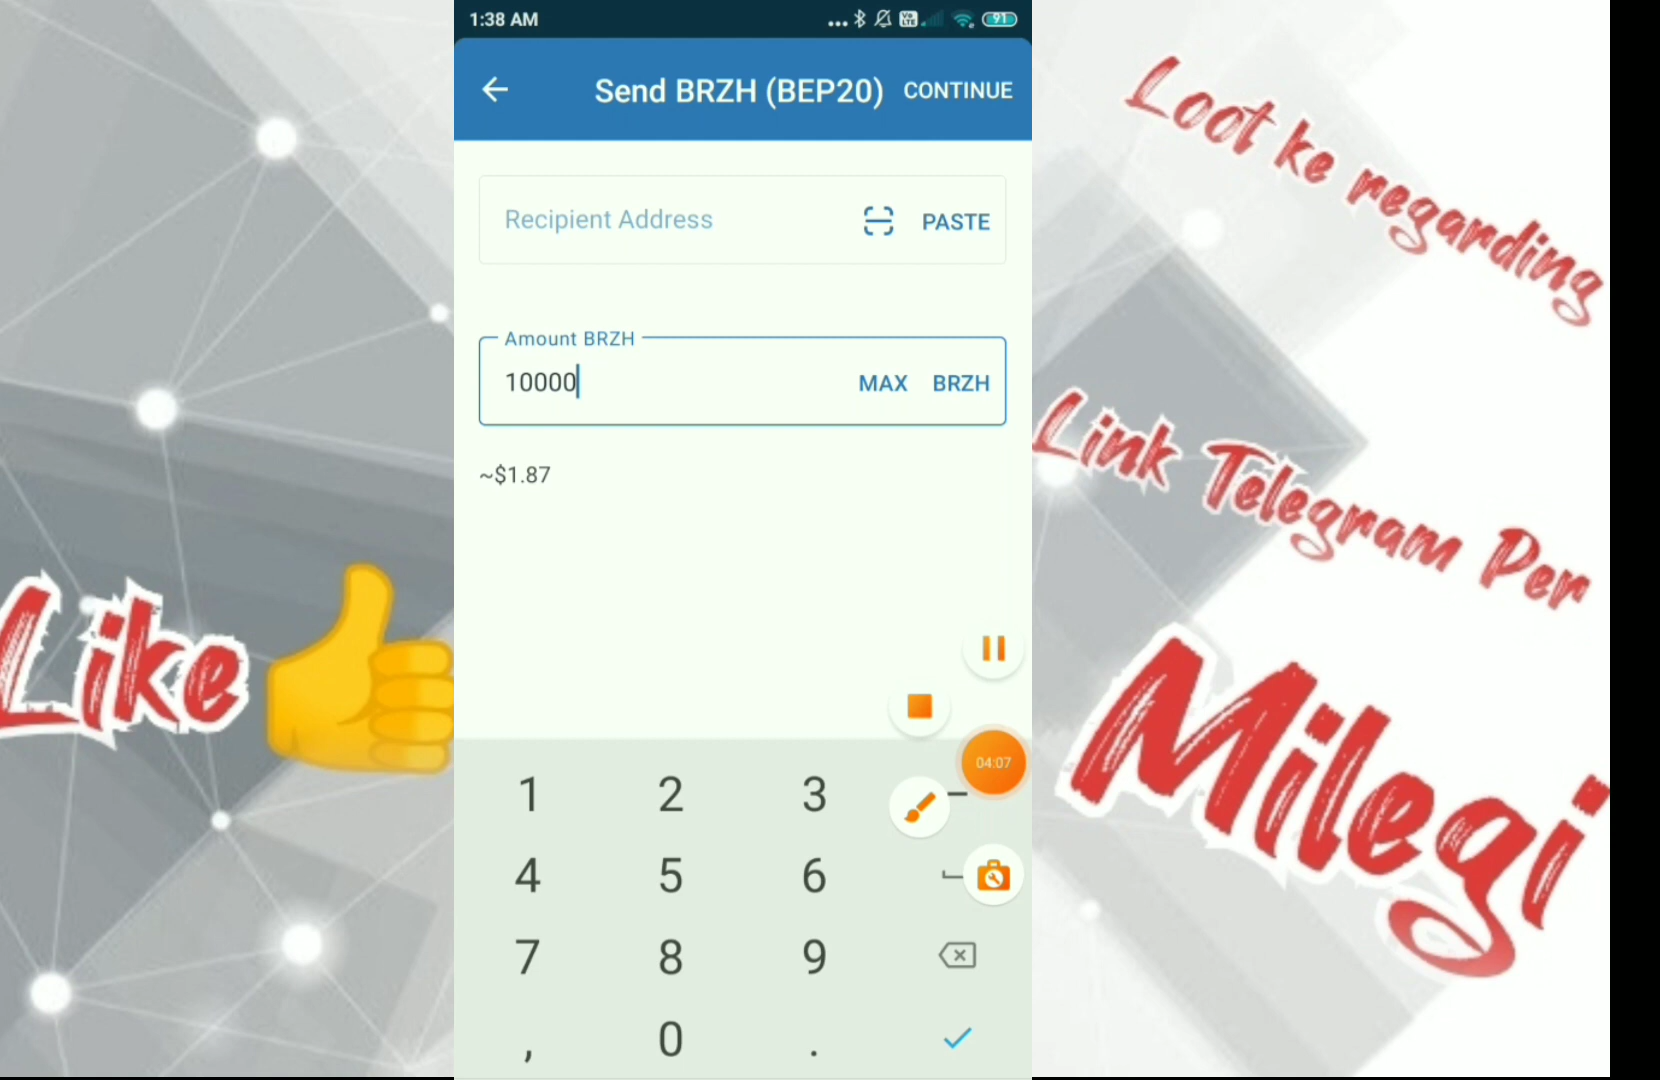 1:38 AM
91
Send BRZH (BEP20)
CONTINUE
Recipient Address
PASTE
Amount BRZH
10000
MAX
BRZH
~$1.87
04:07
1 2 3 –
4 5 6
7 8 9
, 0 .
Like
Loot ke regarding
Link Telegram Per
Milegi